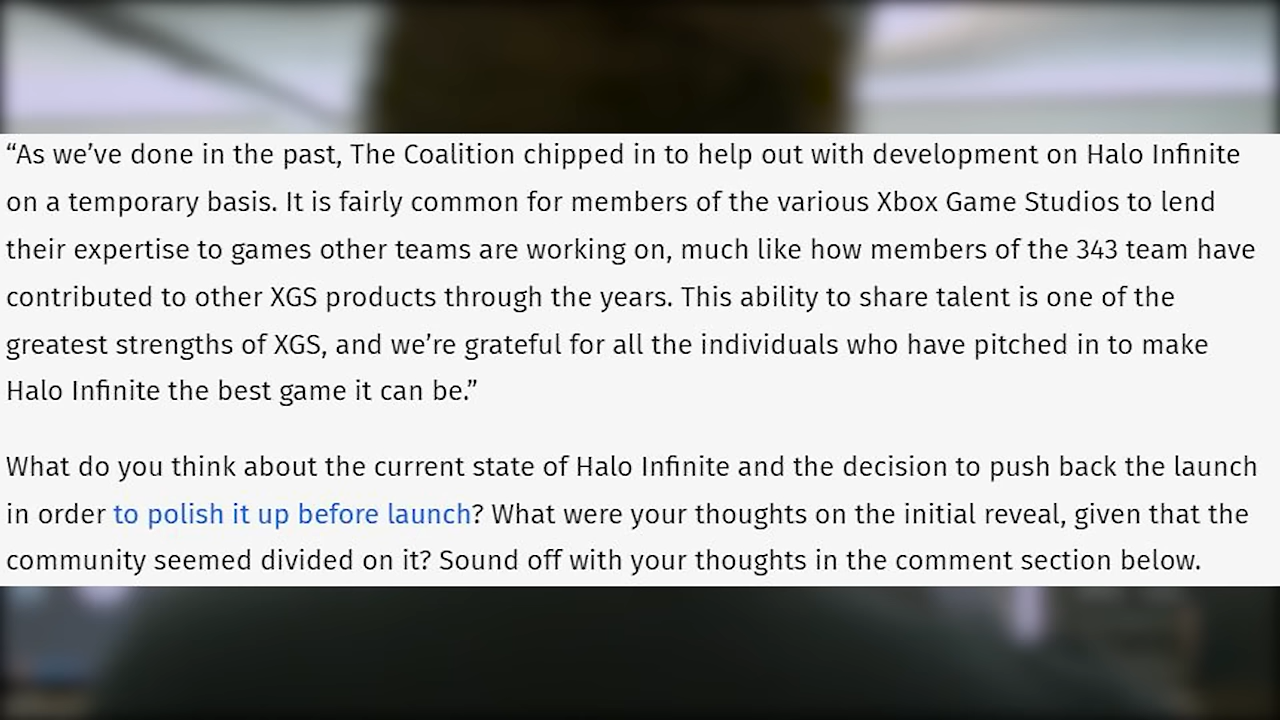 “As we’ve done in the past, The Coalition chipped in to help out with development on Halo Infinite
on a temporary basis. It is fairly common for members of the various Xbox Game Studios to lend
their expertise to games other teams are working on, much like how members of the 343 team have
contributed to other XGS products through the years. This ability to share talent is one of the
greatest strengths of XGS, and we’re grateful for all the individuals who have pitched in to make
Halo Infinite the best game it can be.”
What do you think about the current state of Halo Infinite and the decision to push back the launch
in order to polish it up before launch? What were your thoughts on the initial reveal, given that the
community seemed divided on it? Sound off with your thoughts in the comment section below.